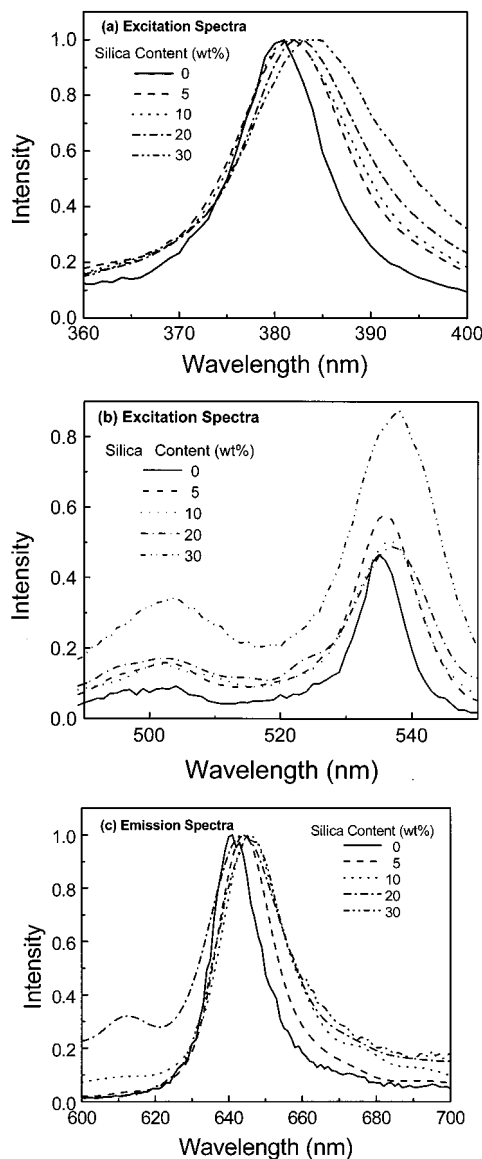 (a) Excitation Spectra
Silica Content (wt%)
0
5
10
20
30
Intensity
1.0
0.8
0.6
0.4
0.2
0.0
360 370 380 390 400
Wavelength (nm)
(b) Excitation Spectra
Silica Content (wt%)
0
5
10
20
30
Intensity
0.8
0.6
0.4
0.2
0.0
500 520 540
Wavelength (nm)
(c) Emission Spectra
Silica Content (wt%)
0
5
10
20
30
Intensity
1.0
0.8
0.6
0.4
0.2
0.0
600 620 640 660 680 700
Wavelength (nm)